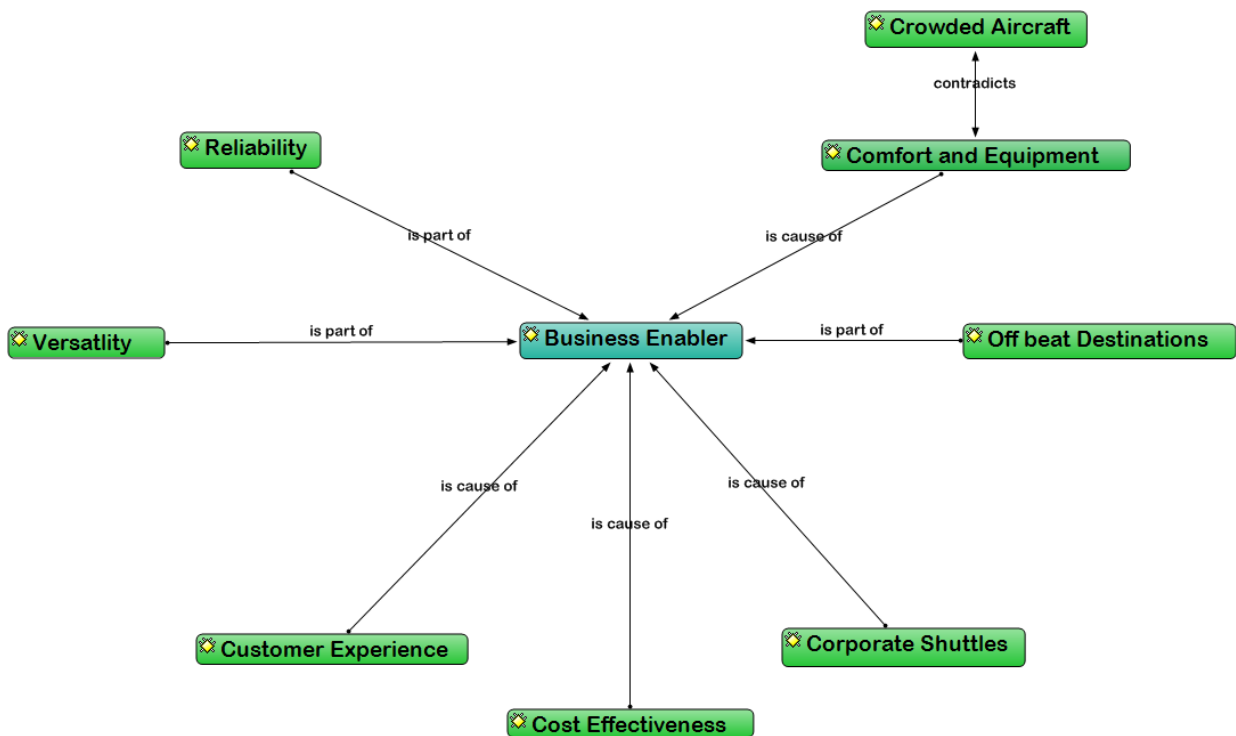 Crowded Aircraft
contradicts
Reliability
Comfort and Equipment
is part of
is cause of
Versatlity
is part of
Business Enabler
is part of
Off beat Destinations
is cause of
is cause of
is cause of
Customer Experience
Corporate Shuttles
Cost Effectiveness